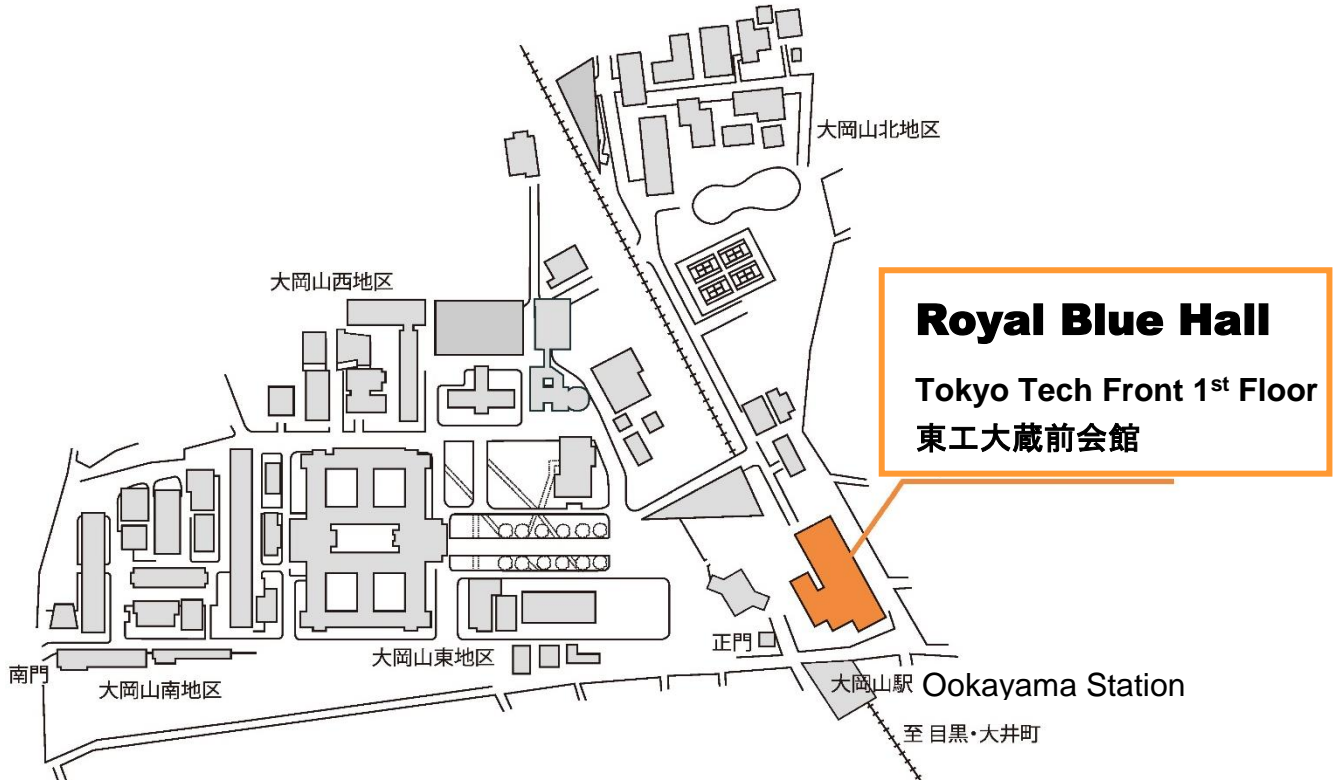 大岡山北地区
大岡山西地区
Royal Blue Hall
Tokyo Tech Front 1st Floor
東工大蔵前会館
正門
大岡山東地区
南門
大岡山南地区
大岡山駅 Ookayama Station
至 目黒・大井町